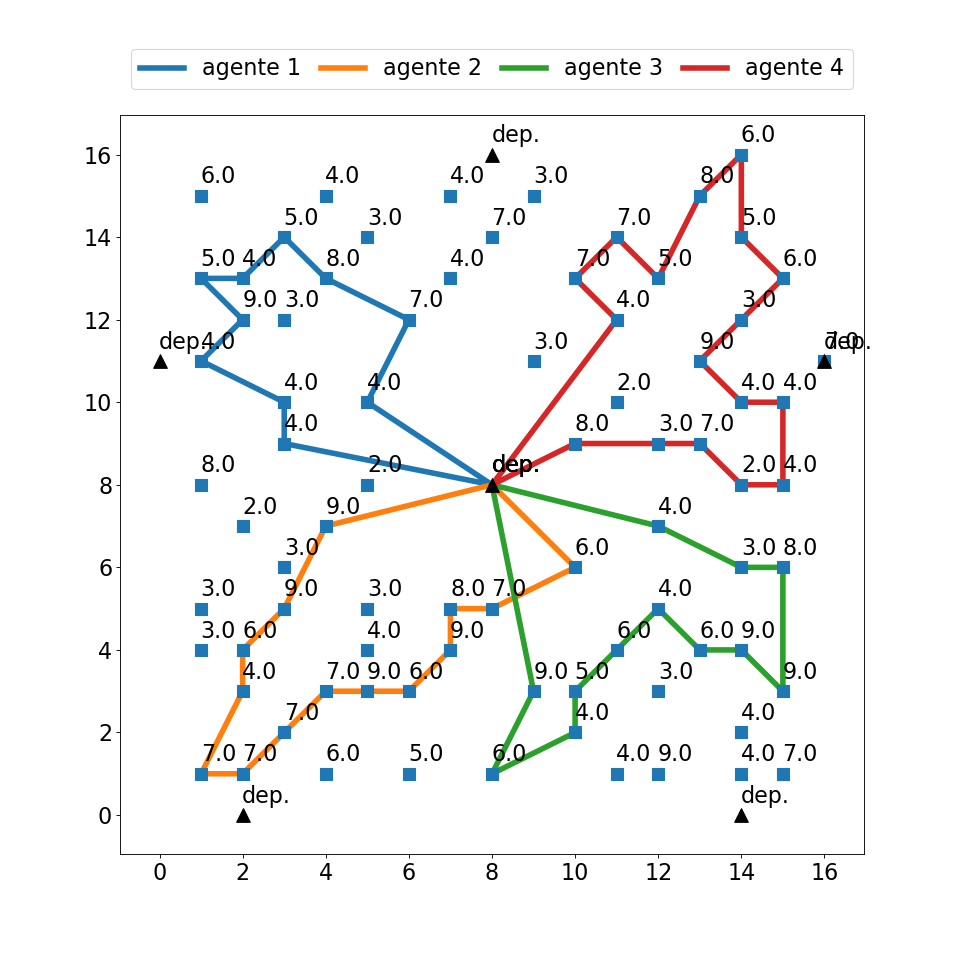 agente 1 agente 2 agente 3 agente 4
6.0
dep.
16
8.0
6.0 4.0 4.0 3.0
5.0 3.0 7.0 7.0 5.0
14
5.0 4.0 8.0 4.0 7.0 5.0 6.0
9.0 3.0 7.0 4.0 3.0
12
dep. 4.0 3.0 9.0 7.0 dep.
4.0 4.0 2.0 4.0 4.0
10
4.0 8.0 3.0 7.0
8.0 2.0 dep. 2.0 4.0
8
2.0 9.0 4.0
3.0 6.0 3.0 8.0
6
3.0 9.0 3.0 8.0 7.0 4.0
3.0 6.0 4.0 9.0 6.0 6.0 9.0
4
4.0 7.0 9.0 6.0 9.0 5.0 3.0 9.0
7.0 4.0 4.0
2
7.0 7.0 6.0 5.0 6.0 4.0 9.0 4.0 7.0
dep. dep.
0
0 2 4 6 8 10 12 14 16